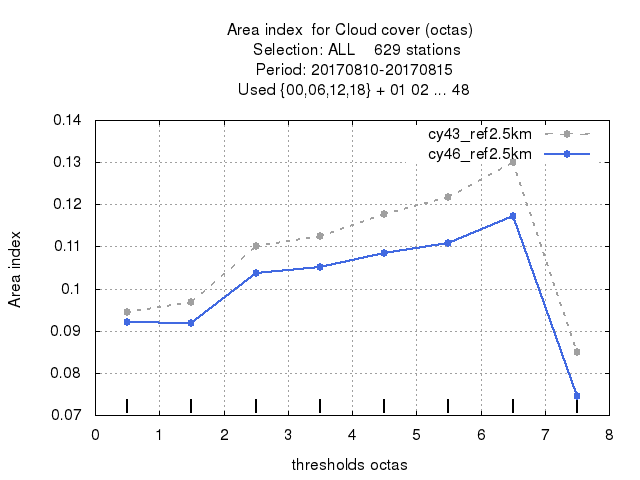 Area index  for Cloud cover (octas)
Selection: ALL    629 stations
Period: 20170810-20170815
Used {00,06,12,18} + 01 02 ... 48
cy43_ref2.5km
cy46_ref2.5km
Area index
0.14
0.13
0.12
0.11
0.1
0.09
0.08
0.07
0 1 2 3 4 5 6 7 8
thresholds octas